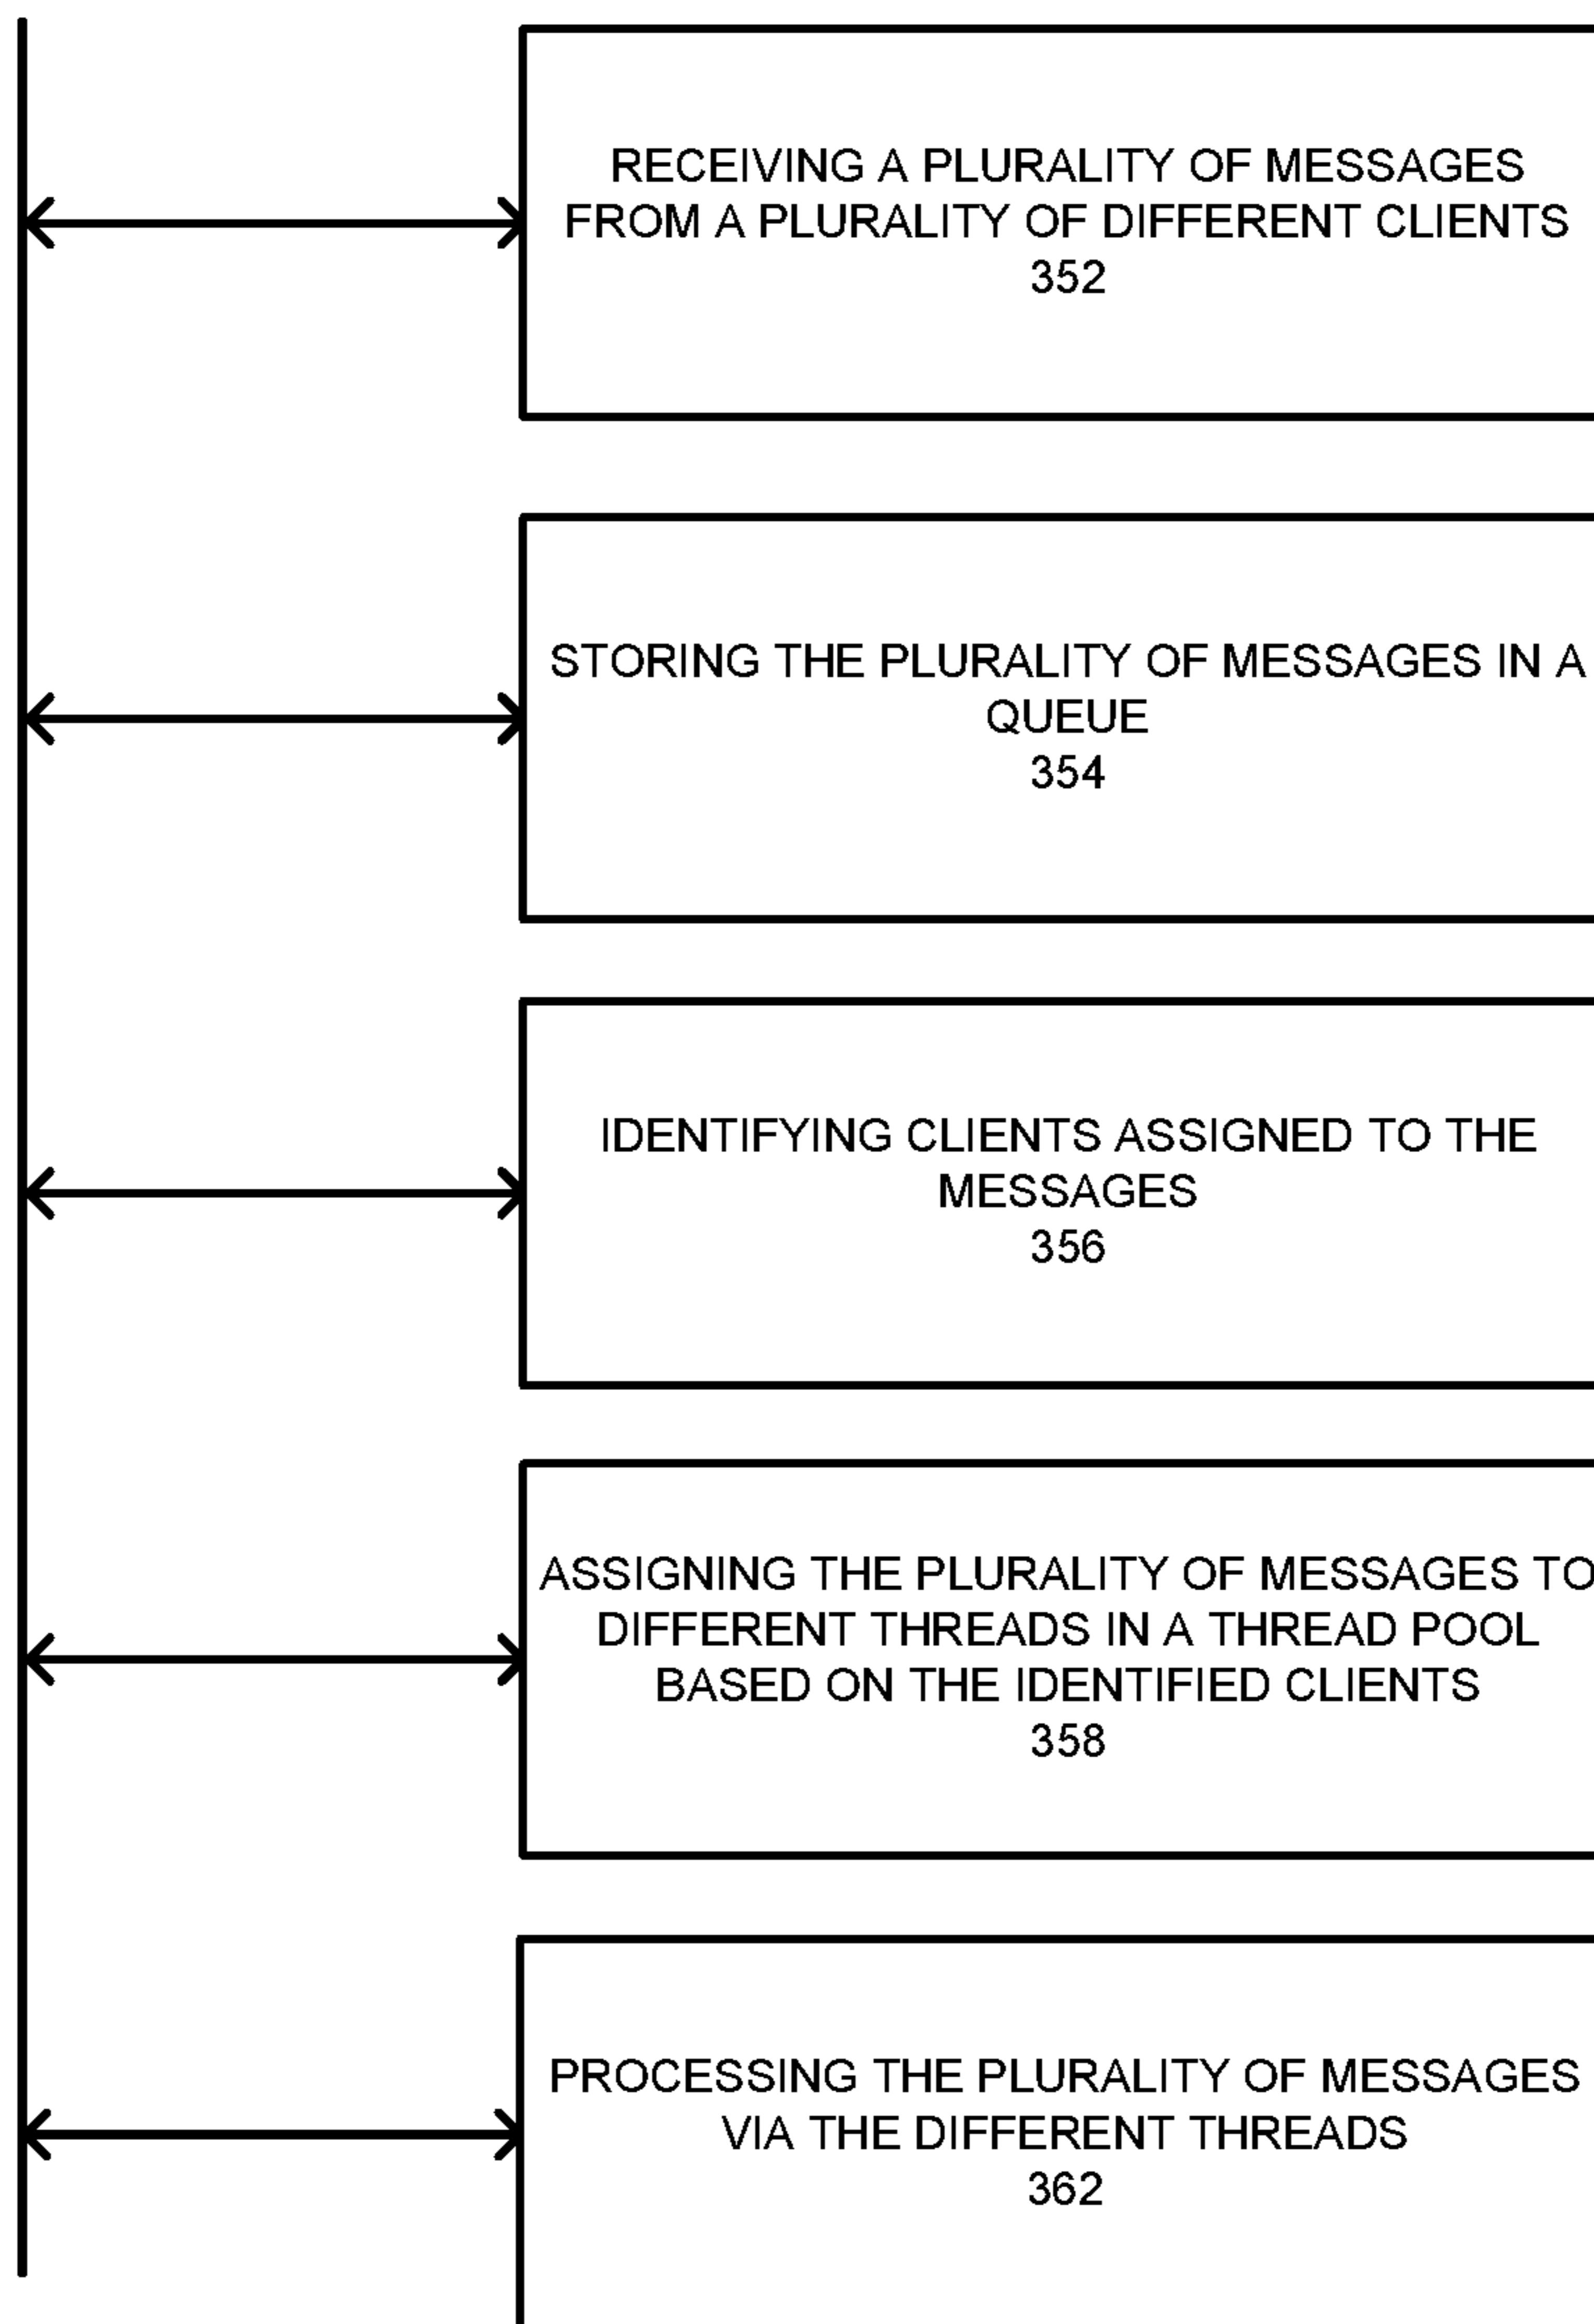 RECEIVING A PLURALITY OF MESSAGES
FROM A PLURALITY OF DIFFERENT CLIENTS
352
STORING THE PLURALITY OF MESSAGES IN A
QUEUE
354
IDENTIFYING CLIENTS ASSIGNED TO THE
MESSAGES
356
ASSIGNING THE PLURALITY OF MESSAGES TO
DIFFERENT THREADS IN A THREAD POOL
BASED ON THE IDENTIFIED CLIENTS
358
PROCESSING THE PLURALITY OF MESSAGES
VIA THE DIFFERENT THREADS
362